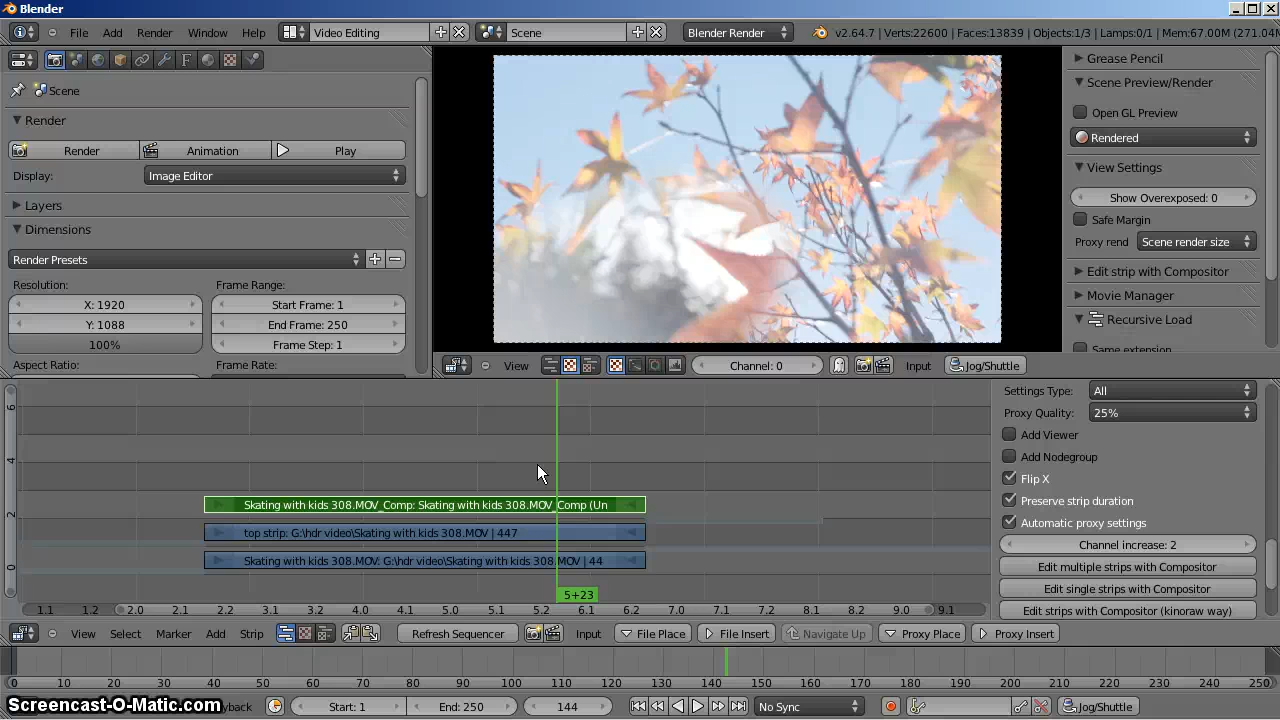 Blender
File Add Render Window Help Video Editing Scene Blender Render v2.64.7 | Verts:22600 | Faces:13839 | Objects:1/3 | Lamps:0/1 | Mem:67.00M (271.04M
F
Scene
Render
Render Animation Play
Display: Image Editor
Layers
Dimensions
Render Presets
Resolution: Frame Range:
X: 1920 Start Frame: 1
Y: 1088 End Frame: 250
100% Frame Step: 1
Aspect Ratio: Frame Rate:
Grease Pencil
Scene Preview/Render
Open GL Preview
Rendered
View Settings
Show Overexposed: 0
Safe Margin
Proxy rend Scene render size
Edit strip with Compositor
Movie Manager
Recursive Load
Same extension
View Channel: 0 Input Jog/Shuttle
6
4
2
0
Skating with kids 308.MOV_Comp: Skating with kids 308.MOV_Comp (Un
top strip: G:\hdr video\Skating with kids 308.MOV | 447
Skating with kids 308.MOV: G:\hdr video\Skating with kids 308.MOV | 44
5+23
1.1 1.2 2.0 2.1 2.2 3.0 3.1 3.2 4.0 4.1 5.0 5.1 5.2 6.1 6.2 7.0 7.1 7.2 8.1 8.2 9.0 9.1
Settings Type: All
Proxy Quality: 25%
Add Viewer
Add Nodegroup
Flip X
Preserve strip duration
Automatic proxy settings
Channel increase: 2
Edit multiple strips with Compositor
Edit single strips with Compositor
Edit strips with Compositor (kinoraw way)
View Select Marker Add Strip Refresh Sequencer Input File Place File Insert Navigate Up Proxy Place Proxy Insert
0 10 20 30 40 50 60 70 80 90 100 110 120 130 140 150 160 170 180 190 200 210 220 230 240 250
Screencast-O-Matic.com yback Start: 1 End: 250 144 No Sync Jog/Shuttle